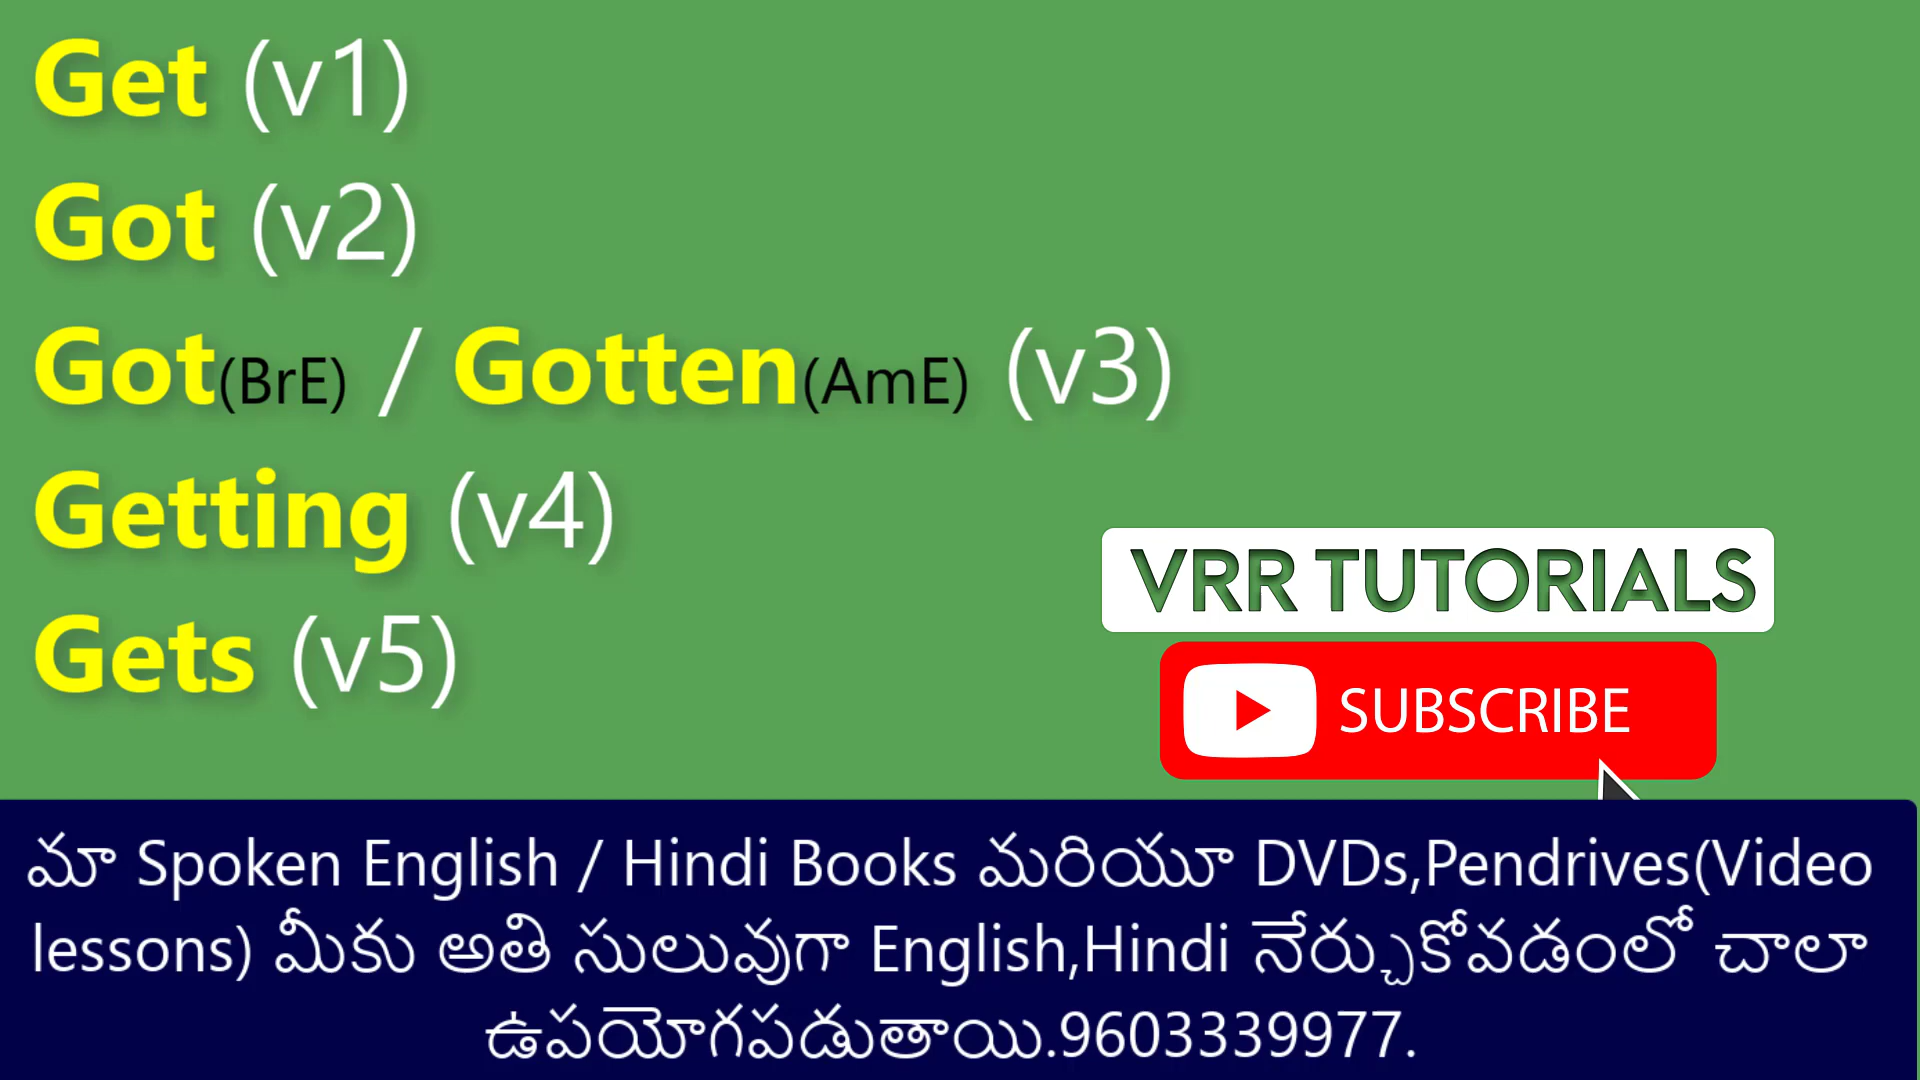 Get (v1)
Got (v2)
Got(BrE) / Gotten(AmE) (v3)
Getting (v4)
Gets (v5)
VRR TUTORIALS
SUBSCRIBE
మా Spoken English / Hindi Books మరియూ DVDs,Pendrives(Video
lessons) మీకు అతి సులువుగా English,Hindi నేర్చుకోవడంలో చాలా
ఉపయోగపడుతాయి.9603339977.